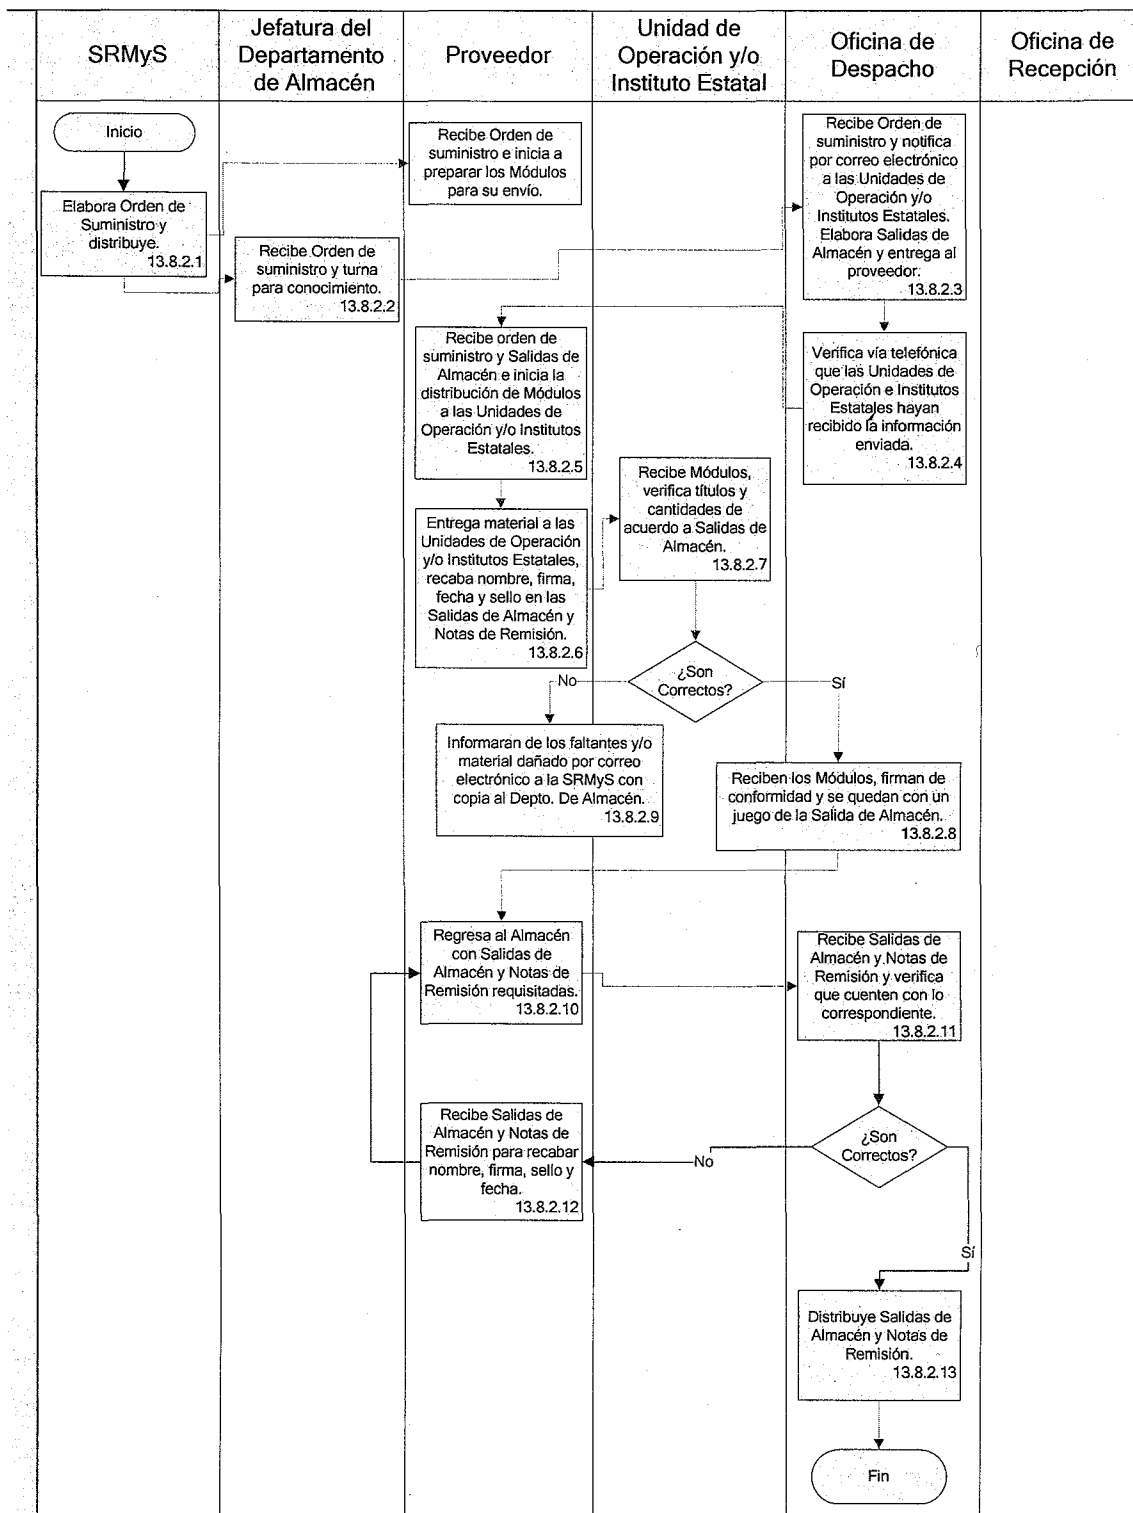 SRMyS
Jefatura del
Departamento
de Almacén
Proveedor
Unidad de
Operación y/o
Instituto Estatal
Oficina de
Despacho
Oficina de
Recepción
Inicio
Elabora Orden de
Suministro y
distribuye.
13.8.2.1
Recibe Orden de
suministro y turna
para conocimiento.
13.8.2.2
Recibe Orden de
suministro e inicia a
preparar los Módulos
para su envío.
Recibe Orden de
suministro y notifica
por correo electrónico
a las Unidades de
Operación y/o
Institutos Estatales.
Elabora Salidas de
Almacén y entrega al
proveedor.
13.8.2.3
Verifica vía telefónica
que las Unidades de
Operación e Institutos
Estatales hayan
recibido la información
enviada.
13.8.2.4
Recibe orden de
suministro y Salidas de
Almacén e inicia la
distribución de Módulos
a las Unidades de
Operación y/o Institutos
Estatales.
13.8.2.5
Entrega material a las
Unidades de Operación
y/o Institutos Estatales,
recaba nombre, firma,
fecha y sello en las
Salidas de Almacén y
Notas de Remisión.
13.8.2.6
Recibe Módulos,
verifica títulos y
cantidades de
acuerdo a Salidas de
Almacén.
13.8.2.7
¿Son
Correctos?
No
Sí
Informaran de los faltantes y/o
material dañado por correo
electrónico a la SRMyS con
copia al Depto. De Almacén.
13.8.2.9
Reciben los Módulos, firman de
conformidad y se quedan con un
juego de la Salida de Almacén.
13.8.2.8
Regresa al Almacén
con Salidas de
Almacén y Notas de
Remisión requisitadas.
13.8.2.10
Recibe Salidas de
Almacén y Notas de
Remisión y verifica
que cuenten con lo
correspondiente.
13.8.2.11
¿Son
Correctos?
No
Sí
Recibe Salidas de
Almacén y Notas de
Remisión para recabar
nombre, firma, sello y
fecha.
13.8.2.12
Distribuye Salidas de
Almacén y Notas de
Remisión.
13.8.2.13
Fin